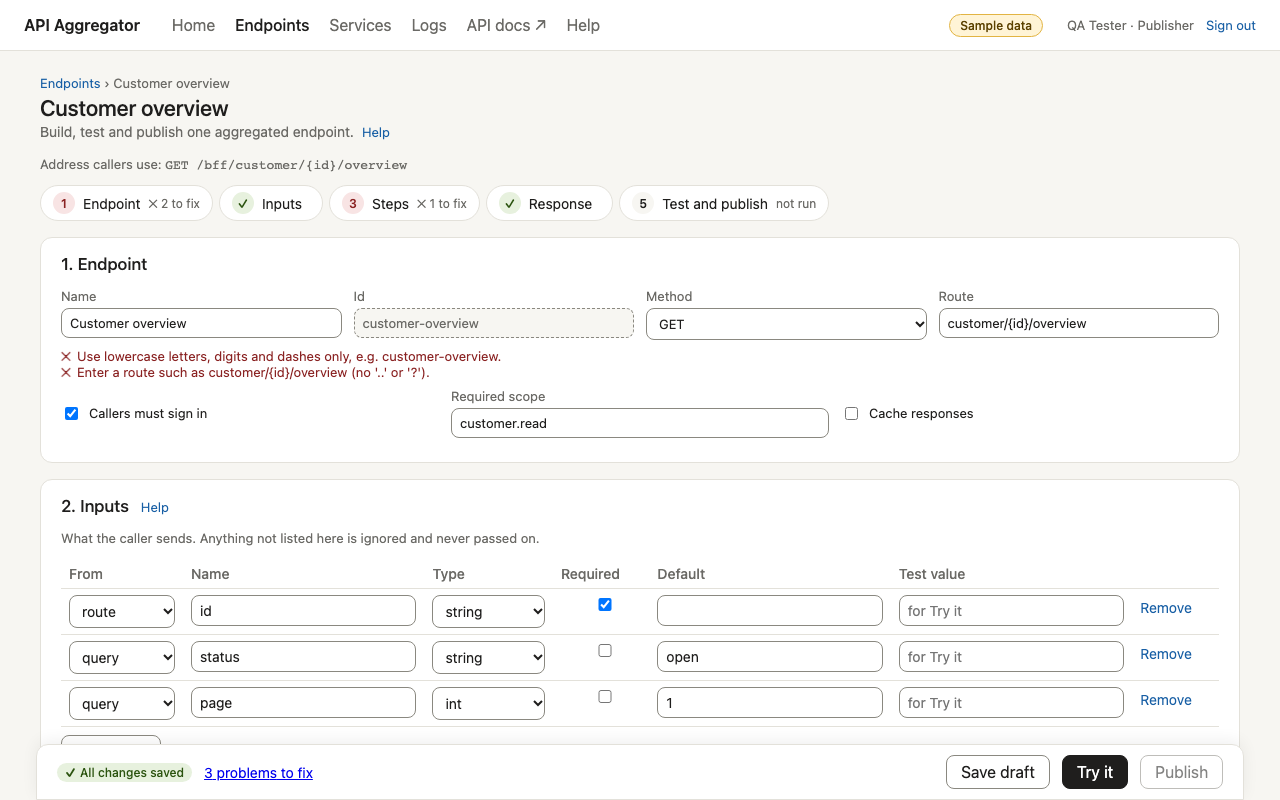 API Aggregator Home Endpoints Services Logs API docs ↗ Help Sample data QA Tester · Publisher Sign out
Endpoints › Customer overview
Customer overview
Build, test and publish one aggregated endpoint. Help
Address callers use: GET /bff/customer/{id}/overview
1 Endpoint ✕ 2 to fix ✓ Inputs 3 Steps ✕ 1 to fix ✓ Response 5 Test and publish not run
1. Endpoint
Name Id Method Route
Customer overview customer-overview GET customer/{id}/overview
✕ Use lowercase letters, digits and dashes only, e.g. customer-overview.
✕ Enter a route such as customer/{id}/overview (no '..' or '?').
Required scope
Callers must sign in customer.read Cache responses
2. Inputs Help
What the caller sends. Anything not listed here is ignored and never passed on.
From Name Type Required Default Test value
route id string for Try it Remove
query status string open for Try it Remove
query page int 1 for Try it Remove
✓ All changes saved 3 problems to fix Save draft Try it Publish